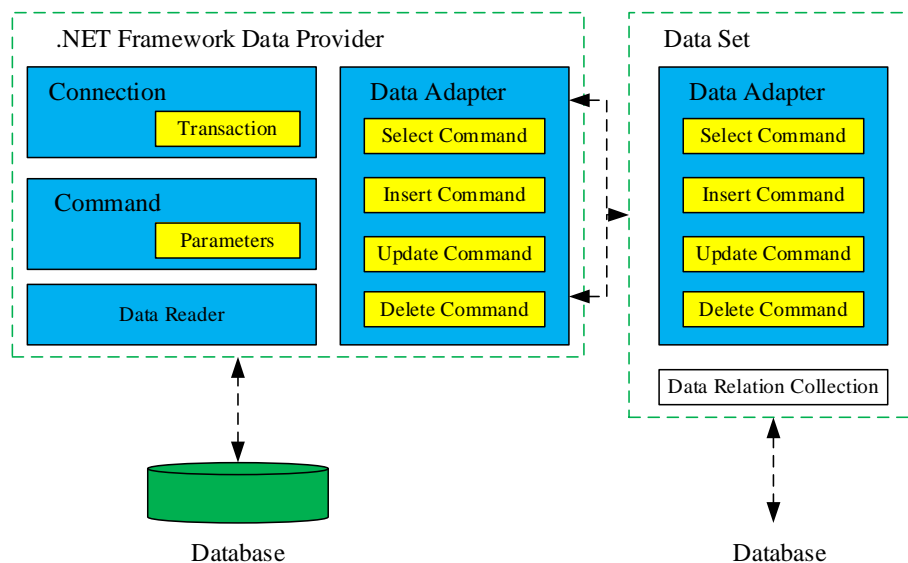 .NET Framework Data Provider
Connection
Transaction
Command
Parameters
Data Reader
Data Adapter
Select Command
Insert Command
Update Command
Delete Command
Database
Data Set
Data Adapter
Select Command
Insert Command
Update Command
Delete Command
Data Relation Collection
Database